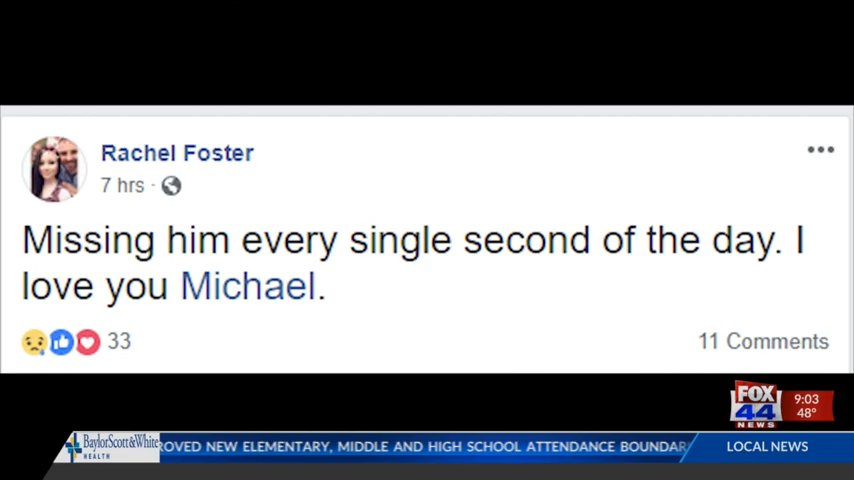 Rachel Foster
7 hrs ·
Missing him every single second of the day. I
love you Michael.
33
11 Comments
FOX
44
NEWS
9:03
48°
BaylorScott&White
HEALTH
ROVED NEW ELEMENTARY, MIDDLE AND HIGH SCHOOL ATTENDANCE BOUNDAR
LOCAL NEWS